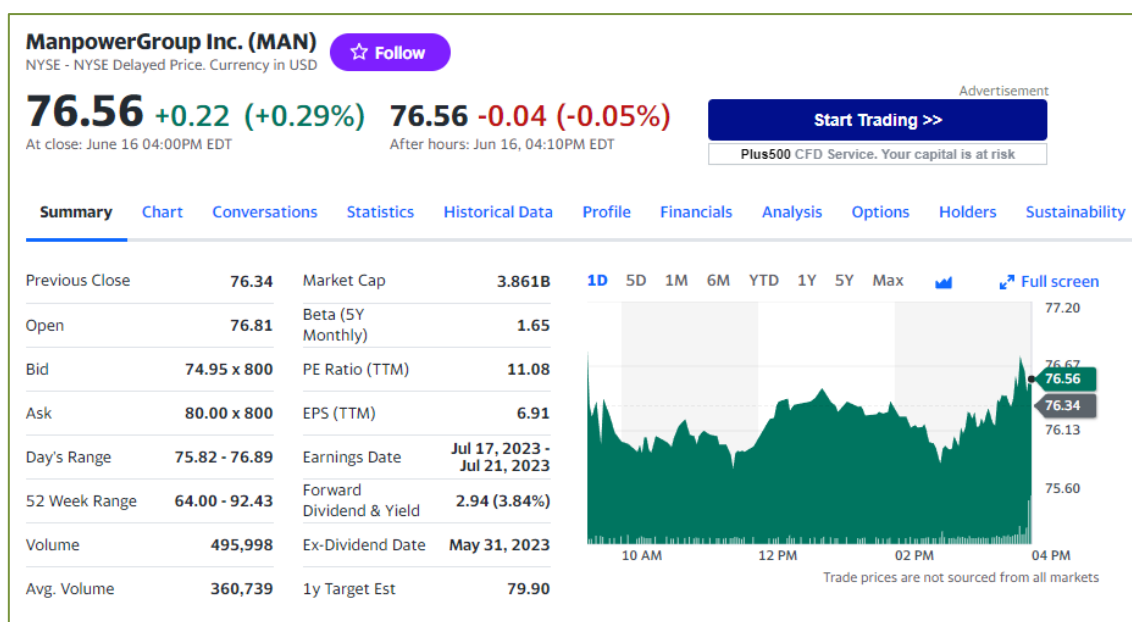 ManpowerGroup Inc. (MAN)
Follow
NYSE - NYSE Delayed Price. Currency in USD
76.56 +0.22 (+0.29%)
At close: June 16 04:00PM EDT
76.56 -0.04 (-0.05%)
After hours: Jun 16, 04:10PM EDT
Advertisement
Start Trading >>
Plus500 CFD Service. Your capital is at risk
Summary Chart Conversations Statistics Historical Data Profile Financials Analysis Options Holders Sustainability
Previous Close 76.34
Open 76.81
Bid 74.95 x 800
Ask 80.00 x 800
Day's Range 75.82 - 76.89
52 Week Range 64.00 - 92.43
Volume 495,998
Avg. Volume 360,739
Market Cap 3.861B
Beta (5Y
Monthly) 1.65
PE Ratio (TTM) 11.08
EPS (TTM) 6.91
Earnings Date Jul 17, 2023 -
Jul 21, 2023
Forward
Dividend & Yield 2.94 (3.84%)
Ex-Dividend Date May 31, 2023
1y Target Est 79.90
1D 5D 1M 6M YTD 1Y 5Y Max
Full screen
77.20
76.67
76.56
76.34
76.13
75.60
10 AM 12 PM 02 PM 04 PM
Trade prices are not sourced from all markets